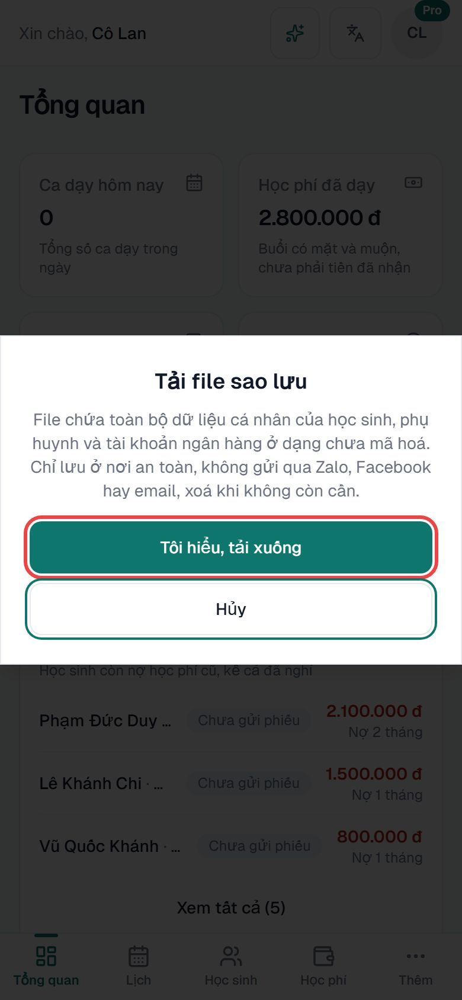 Xin chào, Cô Lan
CL
Pro
Tổng quan
Ca dạy hôm nay
0
Tổng số ca dạy trong
ngày
Học phí đã dạy
2.800.000 đ
Buổi có mặt và muộn,
chưa phải tiền đã nhận
Tải file sao lưu
File chứa toàn bộ dữ liệu cá nhân của học sinh, phụ
huynh và tài khoản ngân hàng ở dạng chưa mã hoá.
Chỉ lưu ở nơi an toàn, không gửi qua Zalo, Facebook
hay email, xoá khi không còn cần.
Tôi hiểu, tải xuống
Hủy
Học sinh còn nợ học phí cũ, kể cả đã nghỉ
Phạm Đức Duy ...
Chưa gửi phiếu
2.100.000 đ
Nợ 2 tháng
Lê Khánh Chi · ...
Chưa gửi phiếu
1.500.000 đ
Nợ 1 tháng
Vũ Quốc Khánh · ...
Chưa gửi phiếu
800.000 đ
Nợ 1 tháng
Xem tất cả (5)
Tổng quan
Lịch
Học sinh
Học phí
Thêm